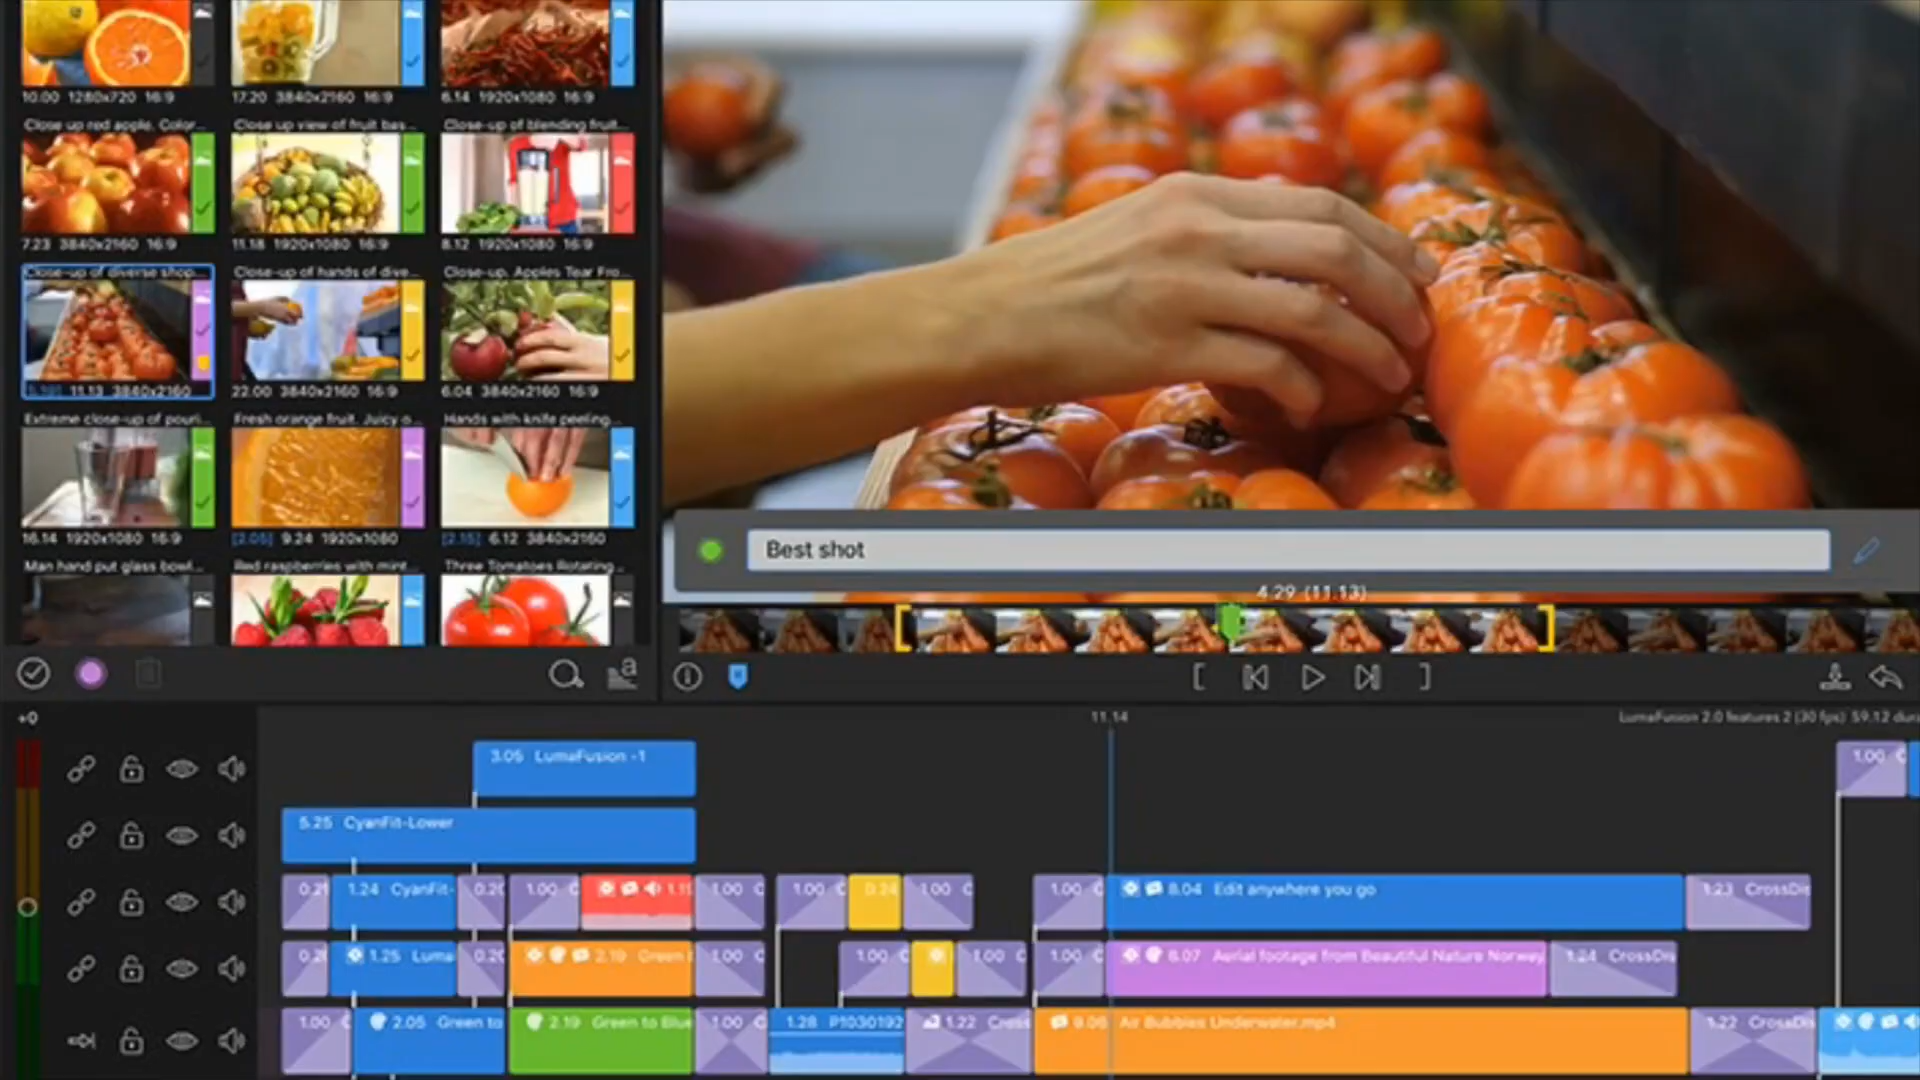 10.00 1280x720 16:9
17.20 3840x2160 16:9
6.14 1920x1080 16:9
Close up red apple. Color...
Close up view of fruit bas...
Close-up of blending fruit...
7.23 3840x2160 16:9
11.18 1920x1080 16:9
8.12 1920x1080 16:9
Close-up of diverse shop...
Close-up of hands of dive...
Close-up. Apples Tear Fro...
11.13 3840x2160
22.00 3840x2160 16:9
6.04 3840x2160 16:9
Extreme close-up of pouri...
Fresh orange fruit. Juicy o...
Hands with knife peeling...
16.14 1920x1080 16:9
[2.05] 9.24 1920x1080
[2.15] 6.12 3840x2160
Man hand put glass bowl...
Red raspberries with mint...
Three Tomatoes Rotating...
Best shot
4.29 (11.13)
a
+0
11.14
LumaFusion 2.0 features 2 (30 fps) 59.12 dura
3.05 LumaFusion -1
1.00 C
5.25 CyanFit-Lower
0.21
1.24 CyanFit-
0.20
1.00 C
1.00 C
1.00 C
0.24
1.00 C
1.00 C
8.04 Edit anywhere you go
1.23 CrossDis
1.25 Luma
0.20
2.19 Green
1.00 C
1.00 C
1.00 C
1.00 C
8.07 Aerial footage from Beautiful Nature Norway
1.24 CrossDis
1.00 C
2.05 Green to
2.19 Green to Blue
1.00 C
1.28 P1030192
1.22 Cross
9.06 Air Bubbles Underwater.mp4
1.22 CrossDis